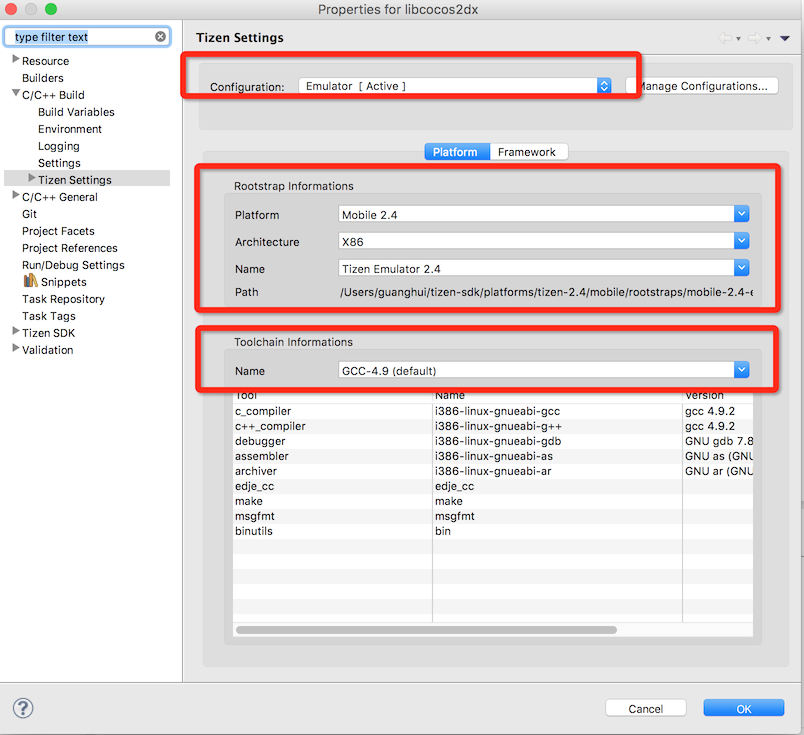 Properties for libcocos2dx
type filter text
Tizen Settings
Resource
Builders
C/C++ Build
Build Variables
Environment
Logging
Settings
Tizen Settings
C/C++ General
Git
Project Facets
Project References
Run/Debug Settings
Snippets
Task Repository
Task Tags
Tizen SDK
Validation
Configuration: Emulator [ Active ] Manage Configurations...
Platform Framework
Rootstrap Informations
Platform Mobile 2.4
Architecture X86
Name Tizen Emulator 2.4
Path /Users/guanghui/tizen-sdk/platforms/tizen-2.4/mobile/rootstraps/mobile-2.4-e
Toolchain Informations
Name GCC-4.9 (default)
Tool Name Version
c_compiler i386-linux-gnueabi-gcc gcc 4.9.2
c++_compiler i386-linux-gnueabi-g++ gcc 4.9.2
debugger i386-linux-gnueabi-gdb GNU gdb 7.8
assembler i386-linux-gnueabi-as GNU as (GNU
archiver i386-linux-gnueabi-ar GNU ar (GNU
edje_cc edje_cc
make make
msgfmt msgfmt
binutils bin
? Cancel OK